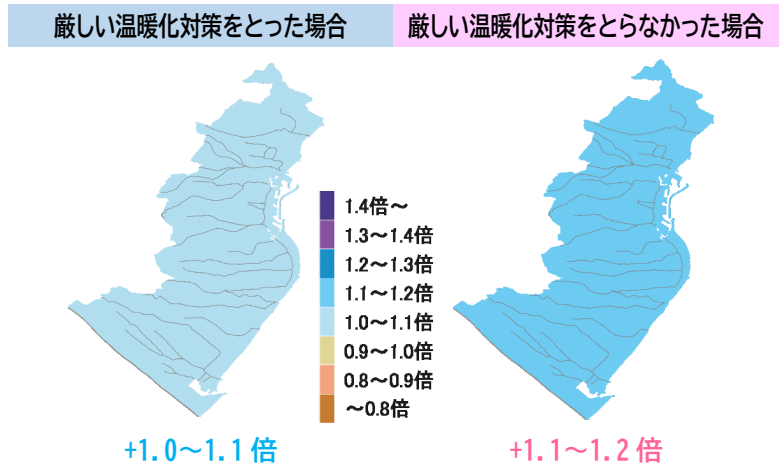 厳しい温暖化対策をとった場合
厳しい温暖化対策をとらなかった場合
1.4倍～
1.3～1.4倍
1.2～1.3倍
1.1～1.2倍
1.0～1.1倍
0.9～1.0倍
0.8～0.9倍
～0.8倍
+1.0～1.1倍
+1.1～1.2倍